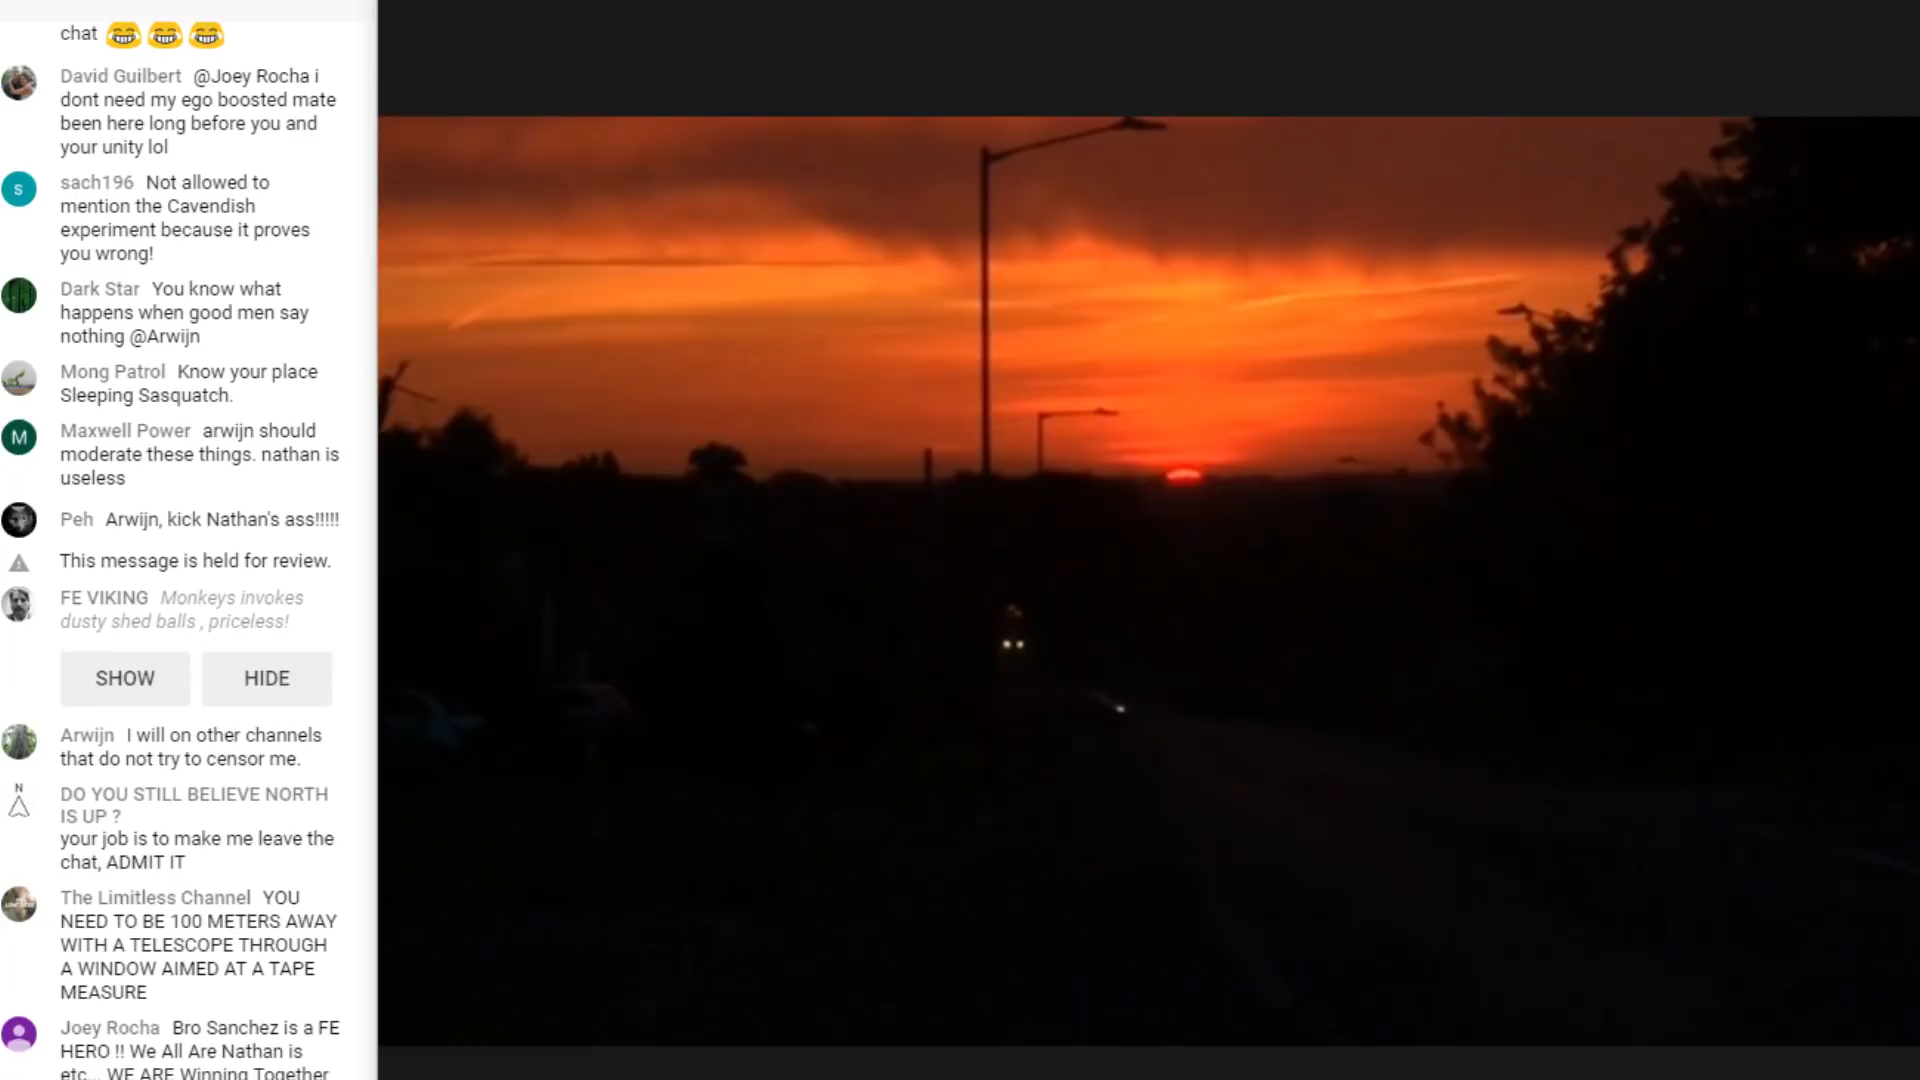 chat 😂😂😂
David Guilbert @Joey Rocha i
dont need my ego boosted mate
been here long before you and
your unity lol
S
sach196 Not allowed to
mention the Cavendish
experiment because it proves
you wrong!
Dark Star You know what
happens when good men say
nothing @Arwijn
Mong Patrol Know your place
Sleeping Sasquatch.
M
Maxwell Power arwijn should
moderate these things. nathan is
useless
Peh Arwijn, kick Nathan's ass!!!!!
This message is held for review.
FE VIKING Monkeys invokes
dusty shed balls , priceless!
SHOW HIDE
Arwijn I will on other channels
that do not try to censor me.
N
DO YOU STILL BELIEVE NORTH
IS UP ?
your job is to make me leave the
chat, ADMIT IT
The Limitless Channel YOU
NEED TO BE 100 METERS AWAY
WITH A TELESCOPE THROUGH
A WINDOW AIMED AT A TAPE
MEASURE
Joey Rocha Bro Sanchez is a FE
HERO !! We All Are Nathan is
etc... WE ARE Winning Together